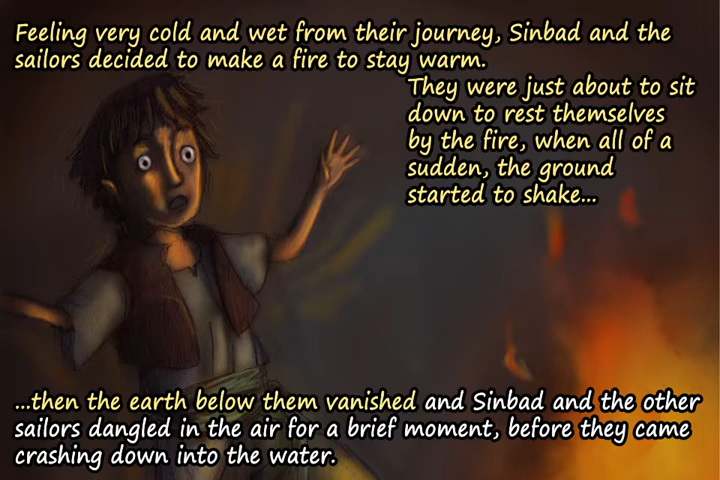 Feeling very cold and wet from their journey, Sinbad and the
sailors decided to make a fire to stay warm.
They were just about to sit
down to rest themselves
by the fire, when all of a
sudden, the ground
started to shake...
...then the earth below them vanished and Sinbad and the other
sailors dangled in the air for a brief moment, before they came
crashing down into the water.